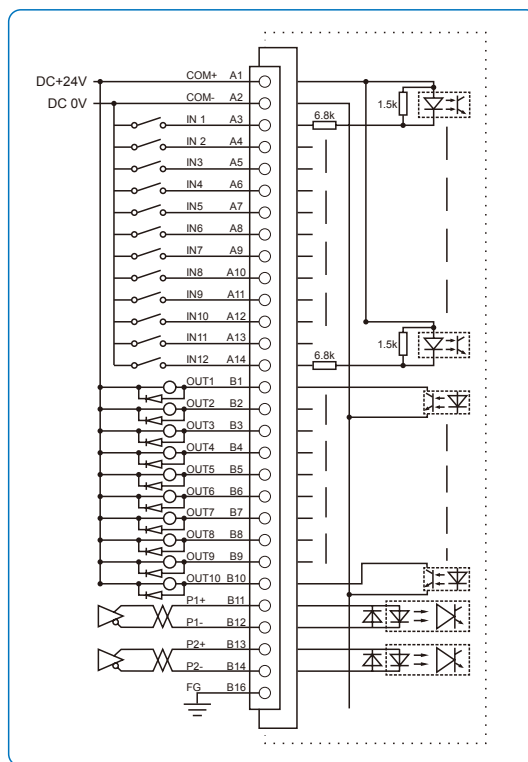 COM+ A1
DC+24V
COM- A2
DC 0V
IN 1 A3
6.8k
1.5k
IN 2 A4
IN3 A5
IN4 A6
IN5 A7
IN6 A8
IN7 A9
IN8 A10
IN9 A11
IN10 A12
IN11 A13
1.5k
IN12 A14
6.8k
OUT1 B1
OUT2 B2
OUT3 B3
OUT4 B4
OUT5 B5
OUT6 B6
OUT7 B7
OUT8 B8
OUT9 B9
OUT10 B10
P1+ B11
P1- B12
P2+ B13
P2- B14
FG B16